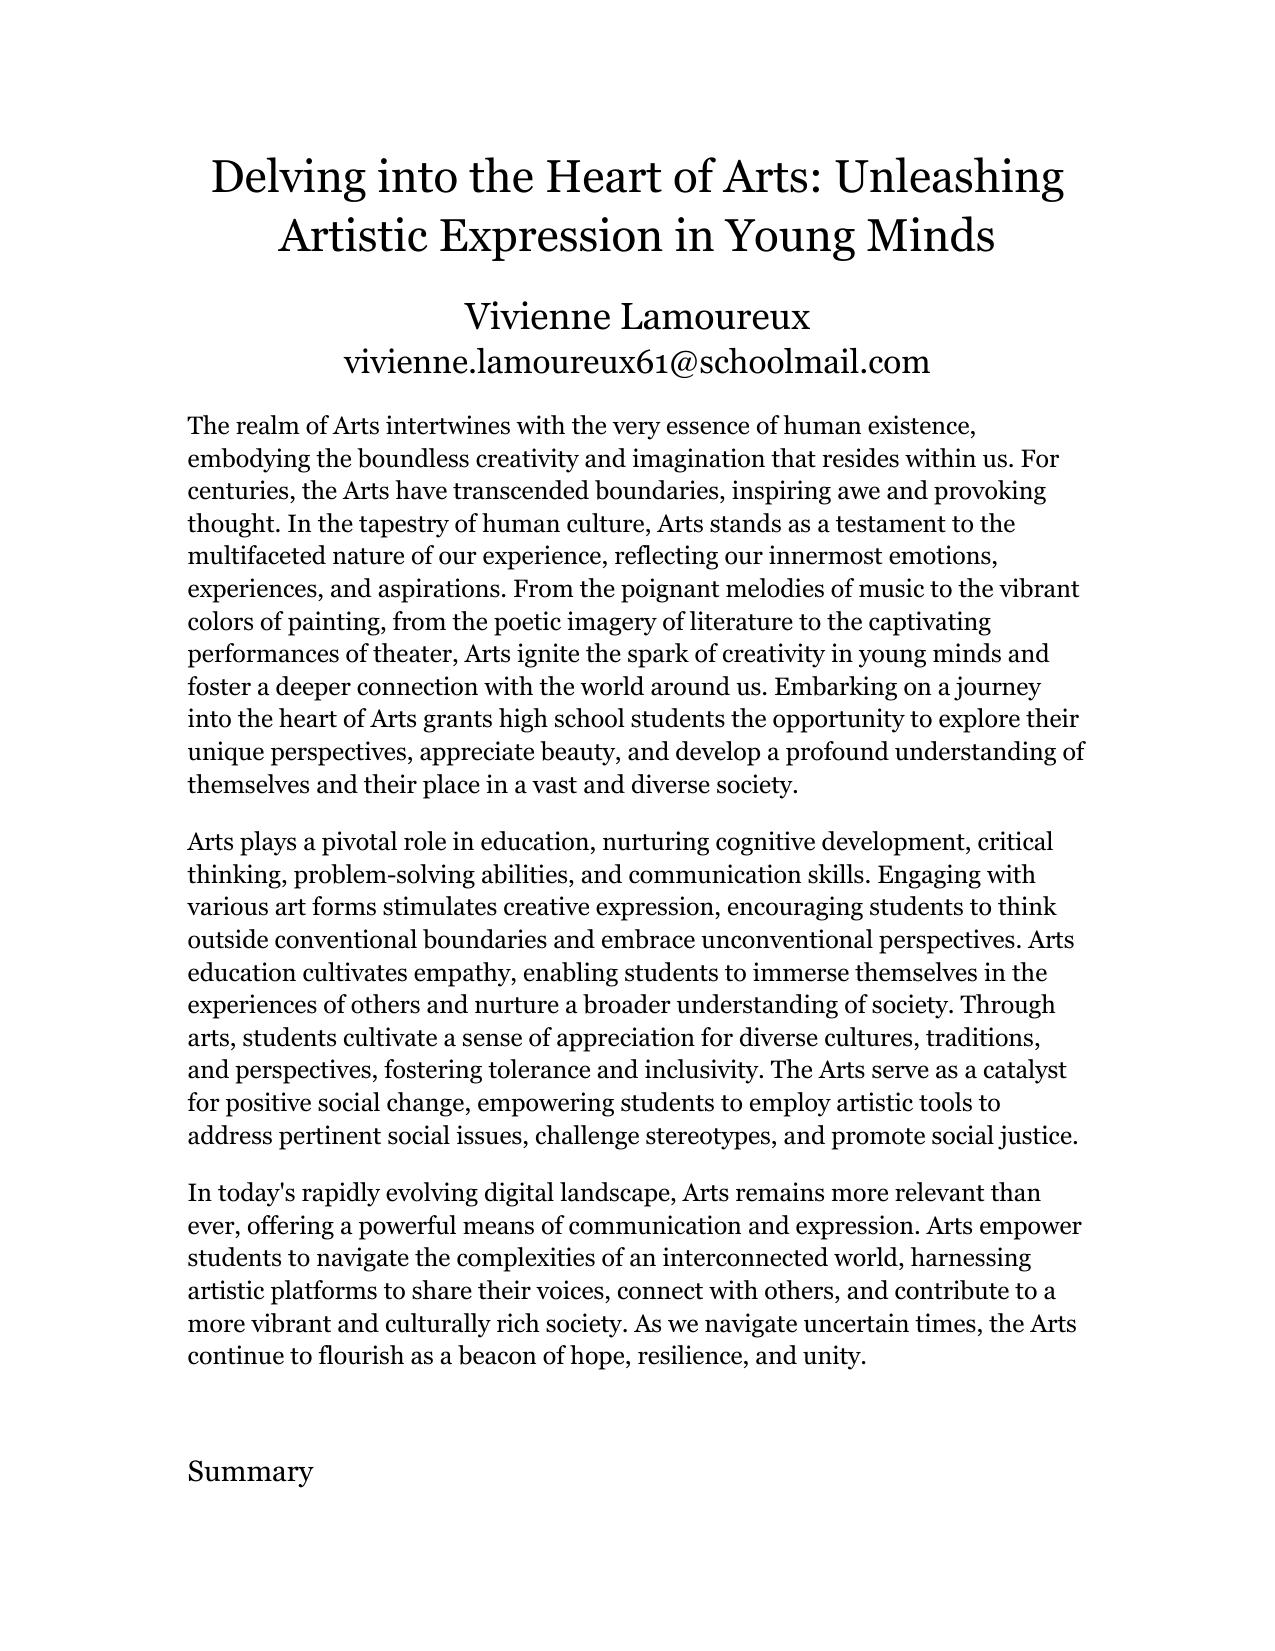 Delving into the Heart of Arts: Unleashing
Artistic Expression in Young Minds
Vivienne Lamoureux
vivienne.lamoureux61@schoolmail.com
The realm of Arts intertwines with the very essence of human existence,
embodying the boundless creativity and imagination that resides within us. For
centuries, the Arts have transcended boundaries, inspiring awe and provoking
thought. In the tapestry of human culture, Arts stands as a testament to the
multifaceted nature of our experience, reflecting our innermost emotions,
experiences, and aspirations. From the poignant melodies of music to the vibrant
colors of painting, from the poetic imagery of literature to the captivating
performances of theater, Arts ignite the spark of creativity in young minds and
foster a deeper connection with the world around us. Embarking on a journey
into the heart of Arts grants high school students the opportunity to explore their
unique perspectives, appreciate beauty, and develop a profound understanding of
themselves and their place in a vast and diverse society.
Arts plays a pivotal role in education, nurturing cognitive development, critical
thinking, problem-solving abilities, and communication skills. Engaging with
various art forms stimulates creative expression, encouraging students to think
outside conventional boundaries and embrace unconventional perspectives. Arts
education cultivates empathy, enabling students to immerse themselves in the
experiences of others and nurture a broader understanding of society. Through
arts, students cultivate a sense of appreciation for diverse cultures, traditions,
and perspectives, fostering tolerance and inclusivity. The Arts serve as a catalyst
for positive social change, empowering students to employ artistic tools to
address pertinent social issues, challenge stereotypes, and promote social justice.
In today's rapidly evolving digital landscape, Arts remains more relevant than
ever, offering a powerful means of communication and expression. Arts empower
students to navigate the complexities of an interconnected world, harnessing
artistic platforms to share their voices, connect with others, and contribute to a
more vibrant and culturally rich society. As we navigate uncertain times, the Arts
continue to flourish as a beacon of hope, resilience, and unity.
Summary